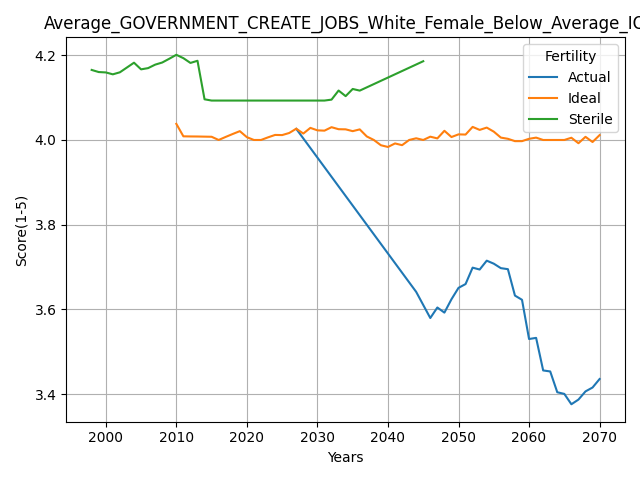 Average_GOVERNMENT_CREATE_JOBS_White_Female_Below_Average_IQ
Fertility
Actual
Ideal
Sterile
Score(1-5)
4.2
4.0
3.8
3.6
3.4
2000 2010 2020 2030 2040 2050 2060 2070
Years